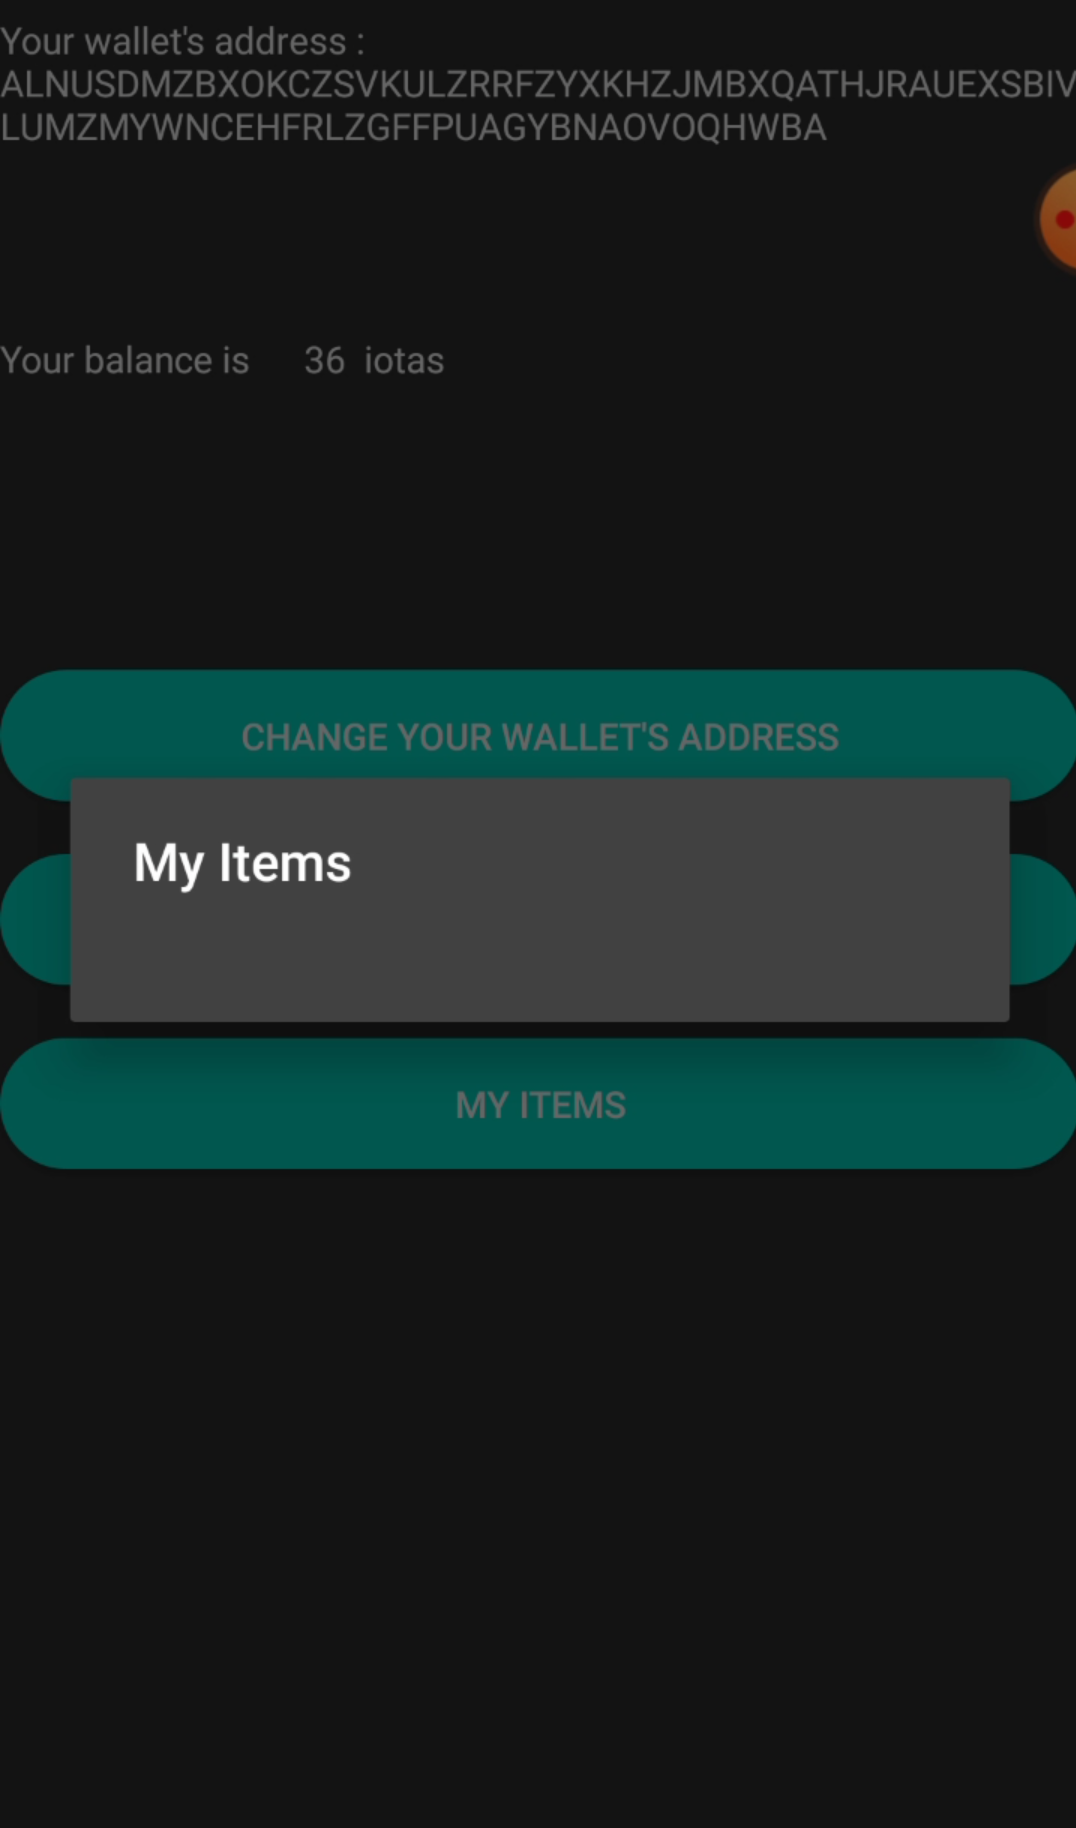 Your wallet's address :
ALNUSDMZBXOKCZSVKULZRRFZYXKHZJMBXQATHJRAUEXSBIV
LUMZMYWNCEHFRLZGFFPUAGYBNAOVOQHWBA
Your balance is 36 iotas
CHANGE YOUR WALLET'S ADDRESS
My Items
MY ITEMS